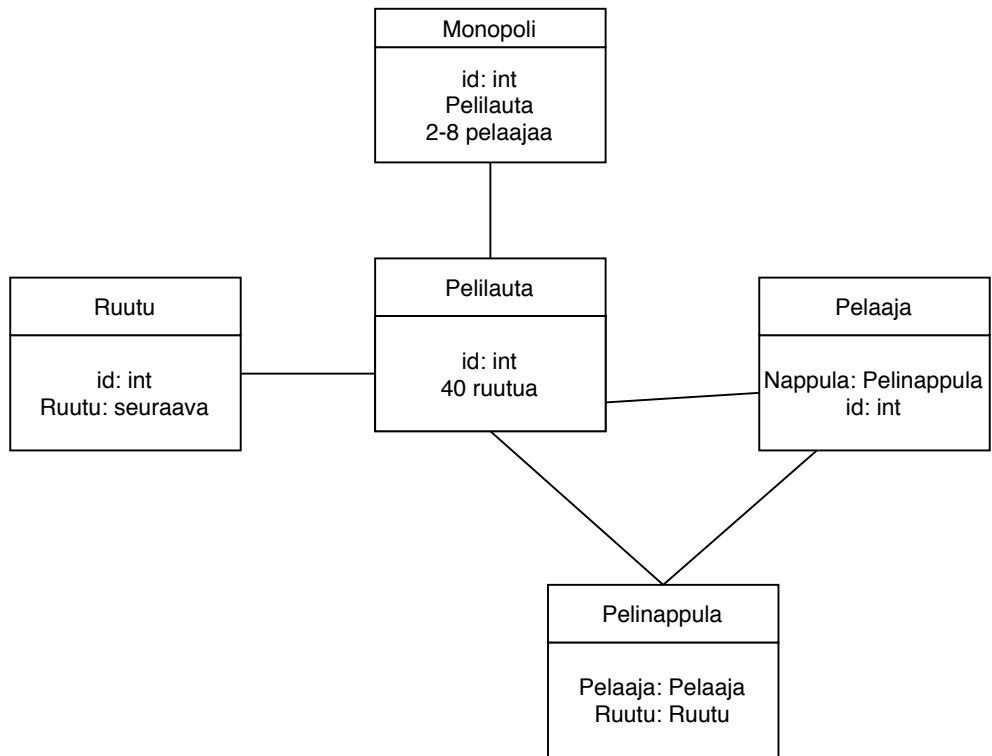 Monopoli
id: int
Pelilauta
2-8 pelaajaa
Ruutu
id: int
Ruutu: seuraava
Pelilauta
id: int
40 ruutua
Pelaaja
Nappula: Pelinappula
id: int
Pelinappula
Pelaaja: Pelaaja
Ruutu: Ruutu